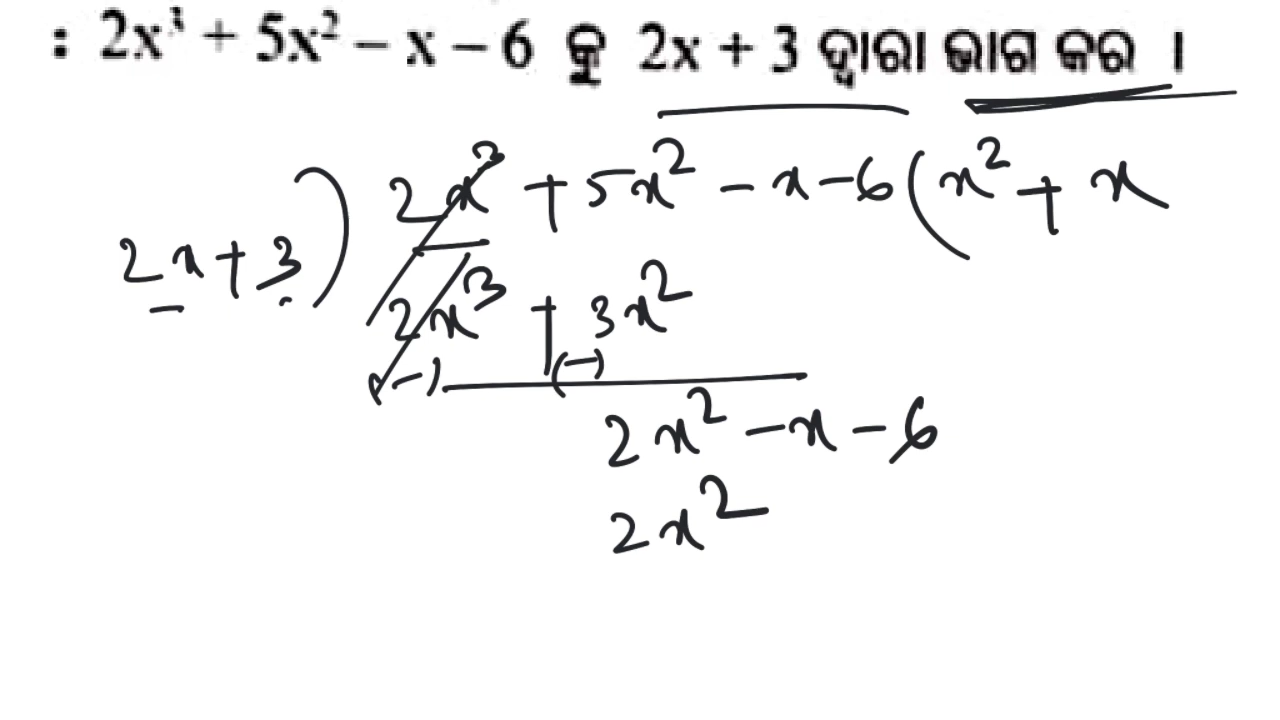 : 2x³ + 5x² – x – 6 କୁ 2x + 3 ଦ୍ୱାରା ଭାଗ କର ।
2x + 3 ) 2x³ + 5x² – x – 6 ( x² + x
2x³ + 3x²
(–) (–)
2x² – x – 6
2x²